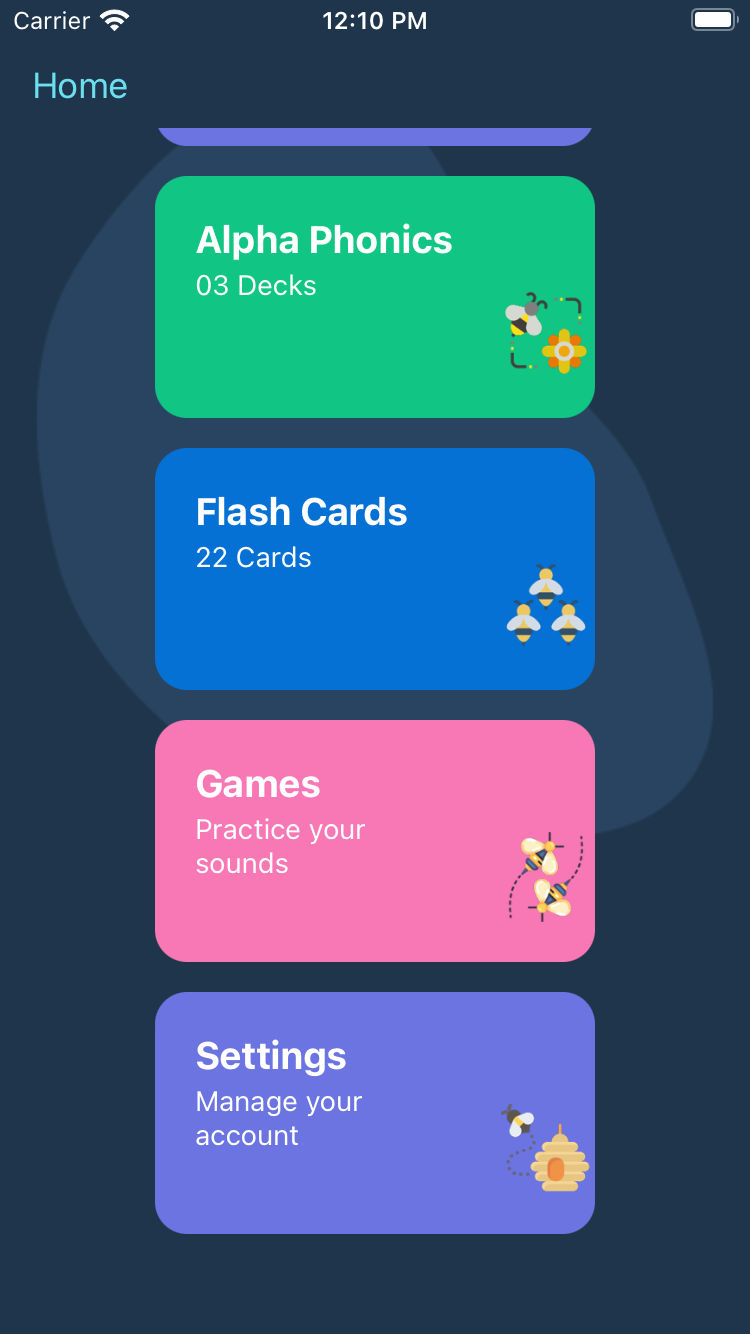 Carrier 12:10 PM
Home
Alpha Phonics
03 Decks
Flash Cards
22 Cards
Games
Practice your
sounds
Settings
Manage your
account